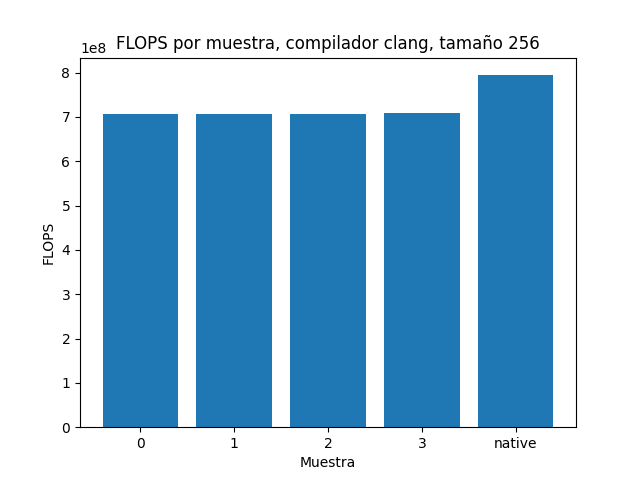 FLOPS por muestra, compilador clang, tamaño 256
1e8
8
7
6
5
4
3
2
1
0
FLOPS
0 1 2 3 native
Muestra